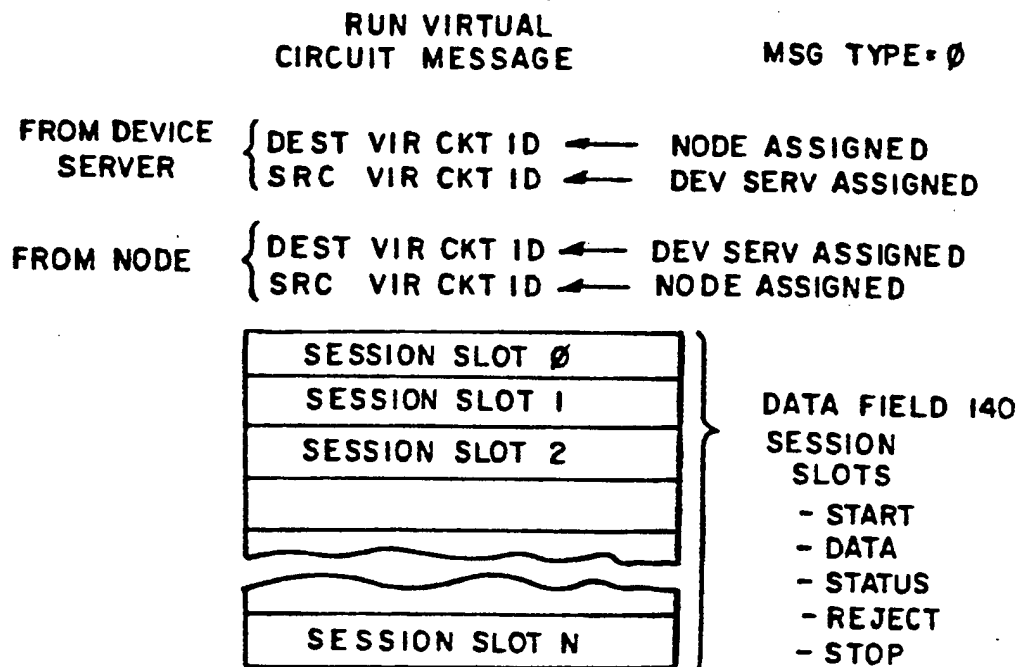 RUN VIRTUAL
CIRCUIT MESSAGE
MSG TYPE=Ø
FROM DEVICE
SERVER
DEST VIR CKT ID
NODE ASSIGNED
SRC VIR CKT ID
DEV SERV ASSIGNED
FROM NODE
DEST VIR CKT ID
DEV SERV ASSIGNED
SRC VIR CKT ID
NODE ASSIGNED
SESSION SLOT Ø
SESSION SLOT 1
SESSION SLOT 2
SESSION SLOT N
DATA FIELD 140
SESSION
SLOTS
- START
- DATA
- STATUS
- REJECT
- STOP